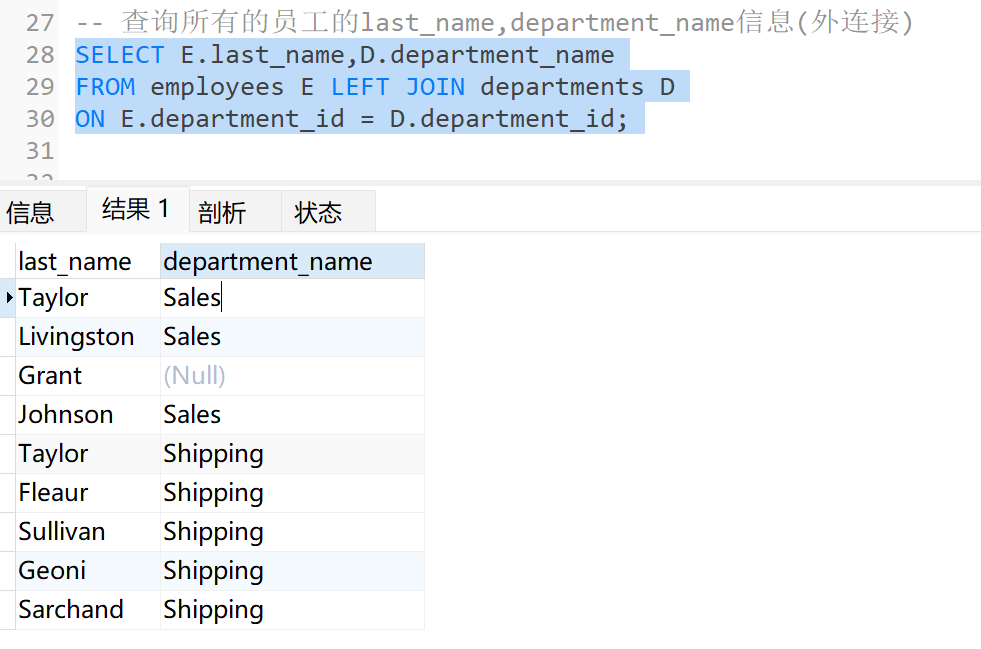 27 -- 查询所有的员工的last_name,department_name信息(外连接)
28 SELECT E.last_name,D.department_name
29 FROM employees E LEFT JOIN departments D
30 ON E.department_id = D.department_id;
31
信息 结果 1 剖析 状态
last_name department_name
Taylor Sales
Livingston Sales
Grant (Null)
Johnson Sales
Taylor Shipping
Fleaur Shipping
Sullivan Shipping
Geoni Shipping
Sarchand Shipping